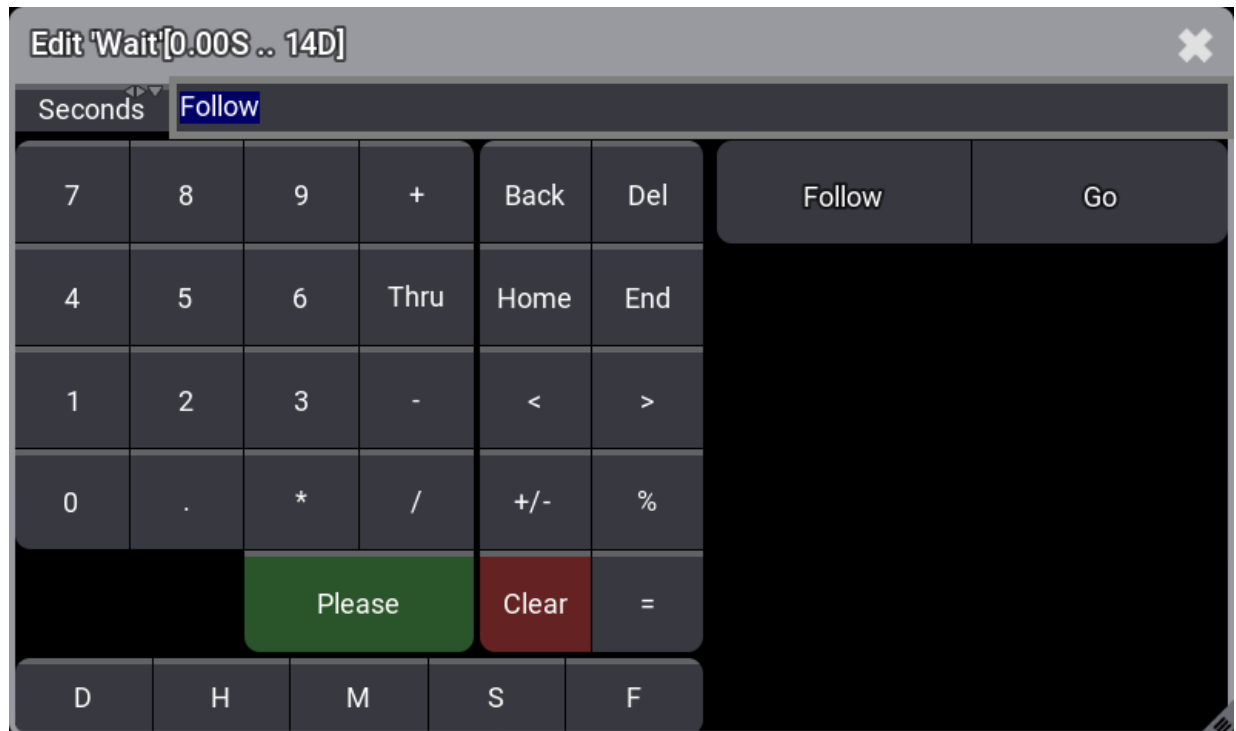 Edit 'Wait'[0.00S .. 14D]
Seconds Follow
7 8 9 + Back Del Follow Go
4 5 6 Thru Home End
1 2 3 - < >
0 . * / +/- %
Please Clear =
D H M S F